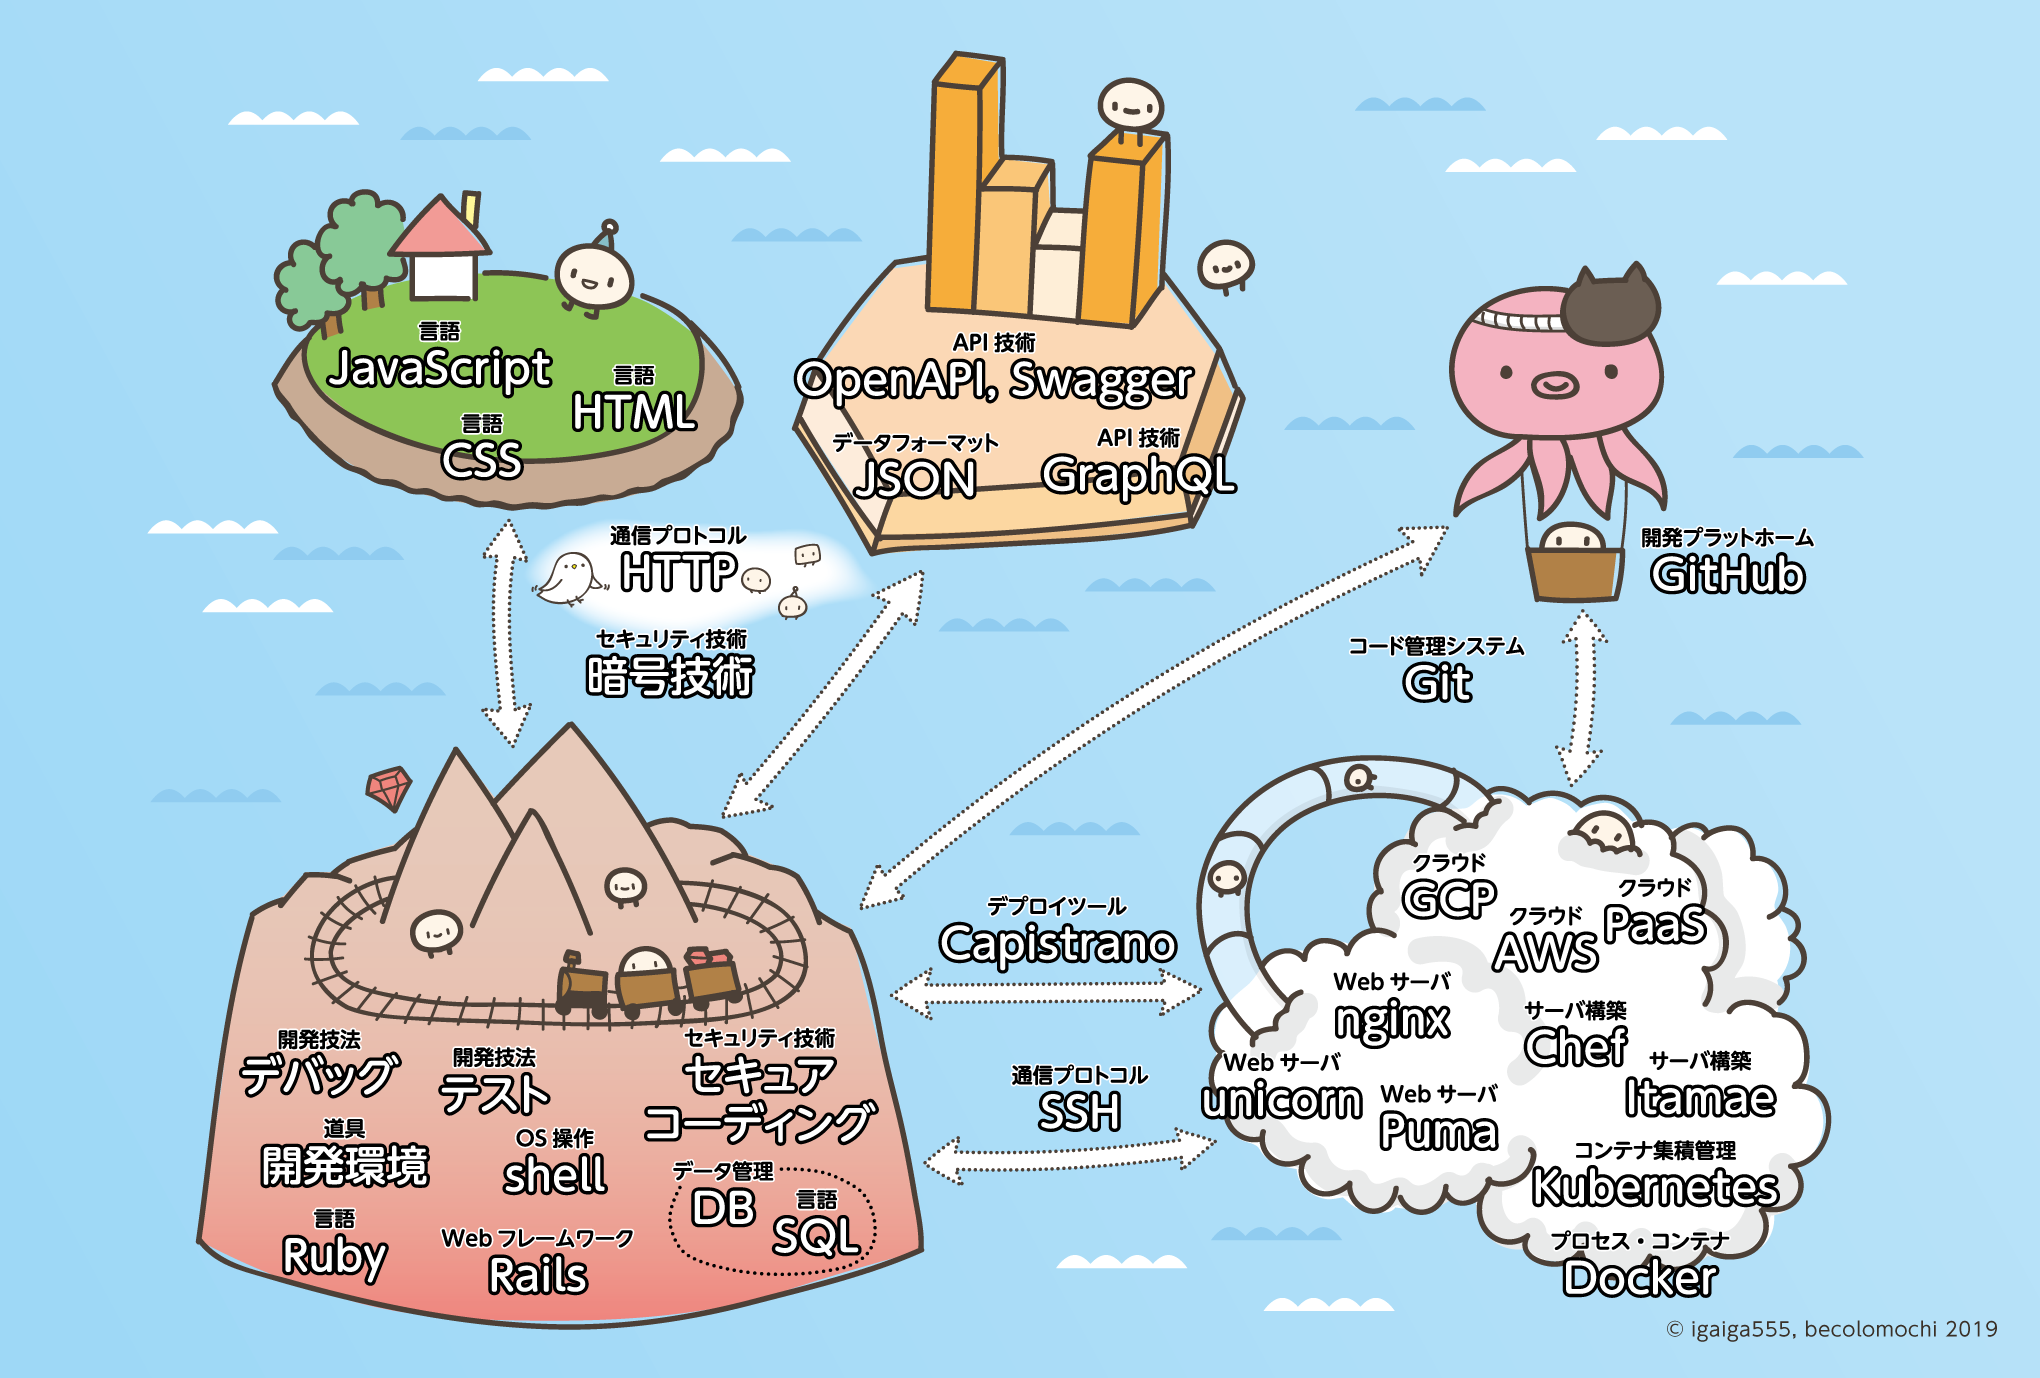 言語
JavaScript
言語
HTML
言語
CSS
API 技術
OpenAPI, Swagger
データフォーマット
JSON
API 技術
GraphQL
通信プロトコル
HTTP
セキュリティ技術
暗号技術
開発プラットホーム
GitHub
コード管理システム
Git
デプロイツール
Capistrano
通信プロトコル
SSH
開発技法
デバッグ
開発技法
テスト
セキュリティ技術
セキュア
コーディング
道具
開発環境
OS 操作
shell
データ管理
DB
言語
SQL
言語
Ruby
Web フレームワーク
Rails
クラウド
GCP
クラウド
AWS
クラウド
PaaS
Web サーバ
nginx
Web サーバ
unicorn
Web サーバ
Puma
サーバ構築
Chef
サーバ構築
Itamae
コンテナ集積管理
Kubernetes
プロセス・コンテナ
Docker
© igaiga555, becolomochi 2019